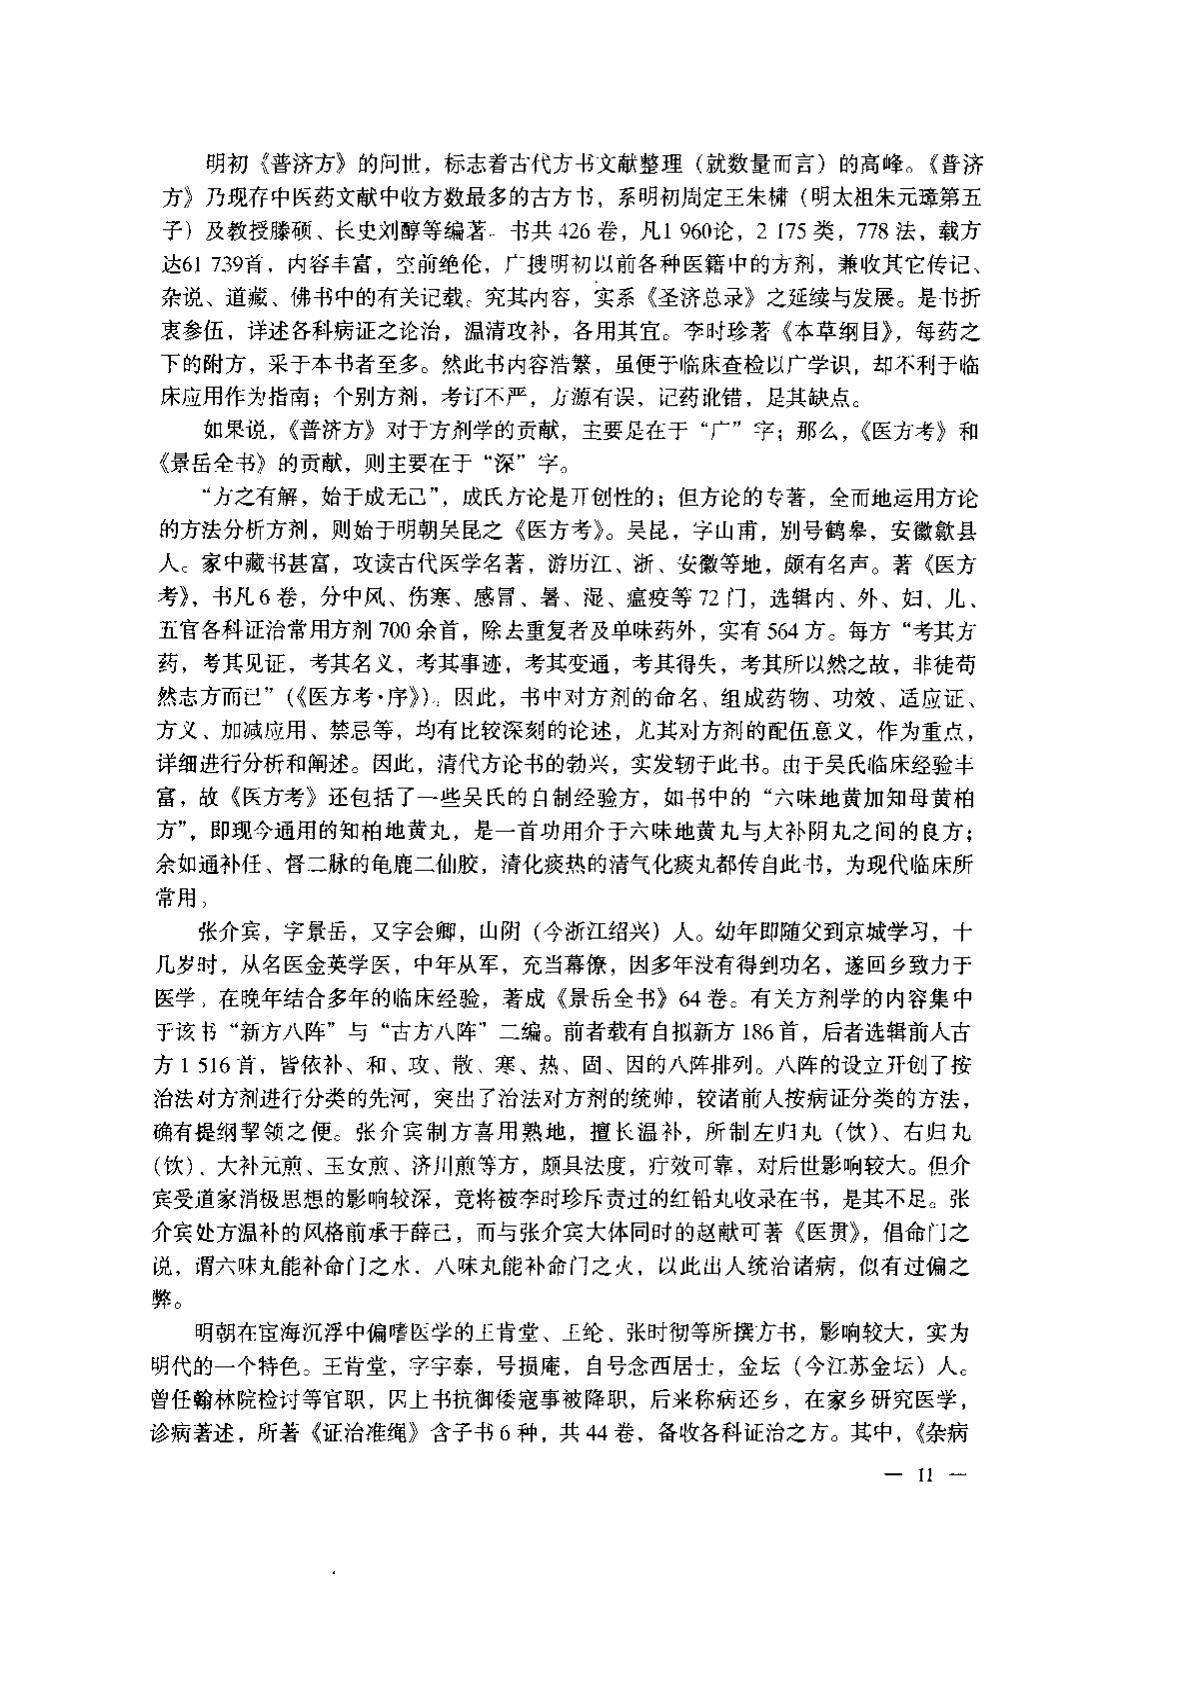 明初《普济方》的问世，标志着古代方书文献整理（就数量而言）的高峰。《普济
方》乃现存中医药文献中收方数最多的古方书，系明初周定王朱橚（明太祖朱元璋第五
子）及教授滕硕、长史刘醇等编著。书共426卷，凡1 960论，2 175类，778法，载方
达61 739首，内容丰富，空前绝伦，广搜明初以前各种医籍中的方剂，兼收其它传记、
杂说、道藏、佛书中的有关记载。究其内容，实系《圣济总录》之延续与发展。是书折
衷参伍，详述各科病证之论治，温清攻补，各用其宜。李时珍著《本草纲目》，每药之
下的附方，采于本书者至多。然此书内容浩繁，虽便于临床查检以广学识，却不利于临
床应用作为指南；个别方剂，考订不严，方源有误，记药讹错，是其缺点。
如果说，《普济方》对于方剂学的贡献，主要是在于“广”字；那么，《医方考》和
《景岳全书》的贡献，则主要在于“深”字。
“方之有解，始于成无己”，成氏方论是开创性的；但方论的专著，全而地运用方论
的方法分析方剂，则始于明朝吴昆之《医方考》。吴昆，字山甫，别号鹤皋，安徽歙县
人。家中藏书甚富，攻读古代医学名著，游历江、浙、安徽等地，颇有名声。著《医方
考》，书凡6卷，分中风、伤寒、感冒、暑、湿、瘟疫等72门，选辑内、外、妇、儿、
五官各科证治常用方剂700余首，除去重复者及单味药外，实有564方。每方“考其方
药，考其见证，考其名义，考其事迹，考其变通，考其得失，考其所以然之故，非徒苟
然志方而已”（《医方考·序》）。因此，书中对方剂的命名、组成药物、功效、适应证、
方义、加减应用、禁忌等，均有比较深刻的论述，尤其对方剂的配伍意义，作为重点，
详细进行分析和阐述。因此，清代方论书的勃兴，实发轫于此书。由于吴氏临床经验丰
富，故《医方考》还包括了一些吴氏的自制经验方，如书中的“六味地黄加知母黄柏
方”，即现今通用的知柏地黄丸，是一首功用介于六味地黄丸与大补阴丸之间的良方；
余如通补任、督二脉的龟鹿二仙胶，清化痰热的清气化痰丸都传自此书，为现代临床所
常用。
张介宾，字景岳，又字会卿，山阴（今浙江绍兴）人。幼年即随父到京城学习，十
几岁时，从名医金英学医，中年从军，充当幕僚，因多年没有得到功名，遂回乡致力于
医学，在晚年结合多年的临床经验，著成《景岳全书》64卷。有关方剂学的内容集中
于该书“新方八阵”与“古方八阵”二编。前者载有自拟新方186首，后者选辑前人古
方1 516首，皆依补、和、攻、散、寒、热、固、因的八阵排列。八阵的设立开创了按
治法对方剂进行分类的先河，突出了治法对方剂的统帅，较诸前人按病证分类的方法，
确有提纲挈领之便。张介宾制方喜用熟地，擅长温补，所制左归丸（饮）、右归丸
（饮）、大补元煎、玉女煎、济川煎等方，颇具法度，疗效可靠，对后世影响较大。但介
宾受道家消极思想的影响较深，竟将被李时珍斥责过的红铅丸收录在书，是其不足。张
介宾处方温补的风格前承于薛己，而与张介宾大体同时的赵献可著《医贯》，倡命门之
说，谓六味丸能补命门之水，八味丸能补命门之火，以此出人统治诸病，似有过偏之
弊。
明朝在宦海沉浮中偏嗜医学的王肯堂、王纶、张时彻等所撰方书，影响较大，实为
明代的一个特色。王肯堂，字宇泰，号损庵，自号念西居士，金坛（今江苏金坛）人。
曾任翰林院检讨等官职，因上书抗御倭寇事被降职，后来称病还乡，在家乡研究医学，
诊病著述，所著《证治准绳》含子书6种，共44卷，备收各科证治之方。其中，《杂病
— 11 —